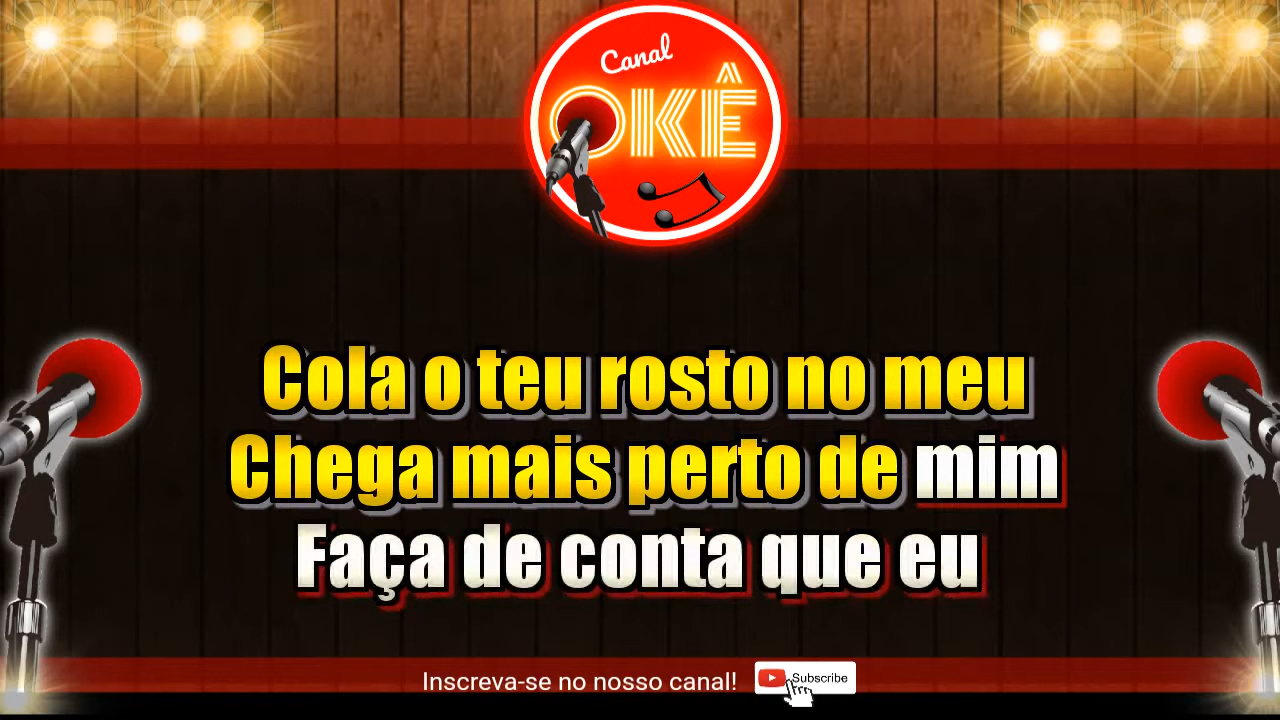 Canal
OKÊ
Cola o teu rosto no meu
Chega mais perto de mim
Faça de conta que eu
Inscreva-se no nosso canal!
Subscribe